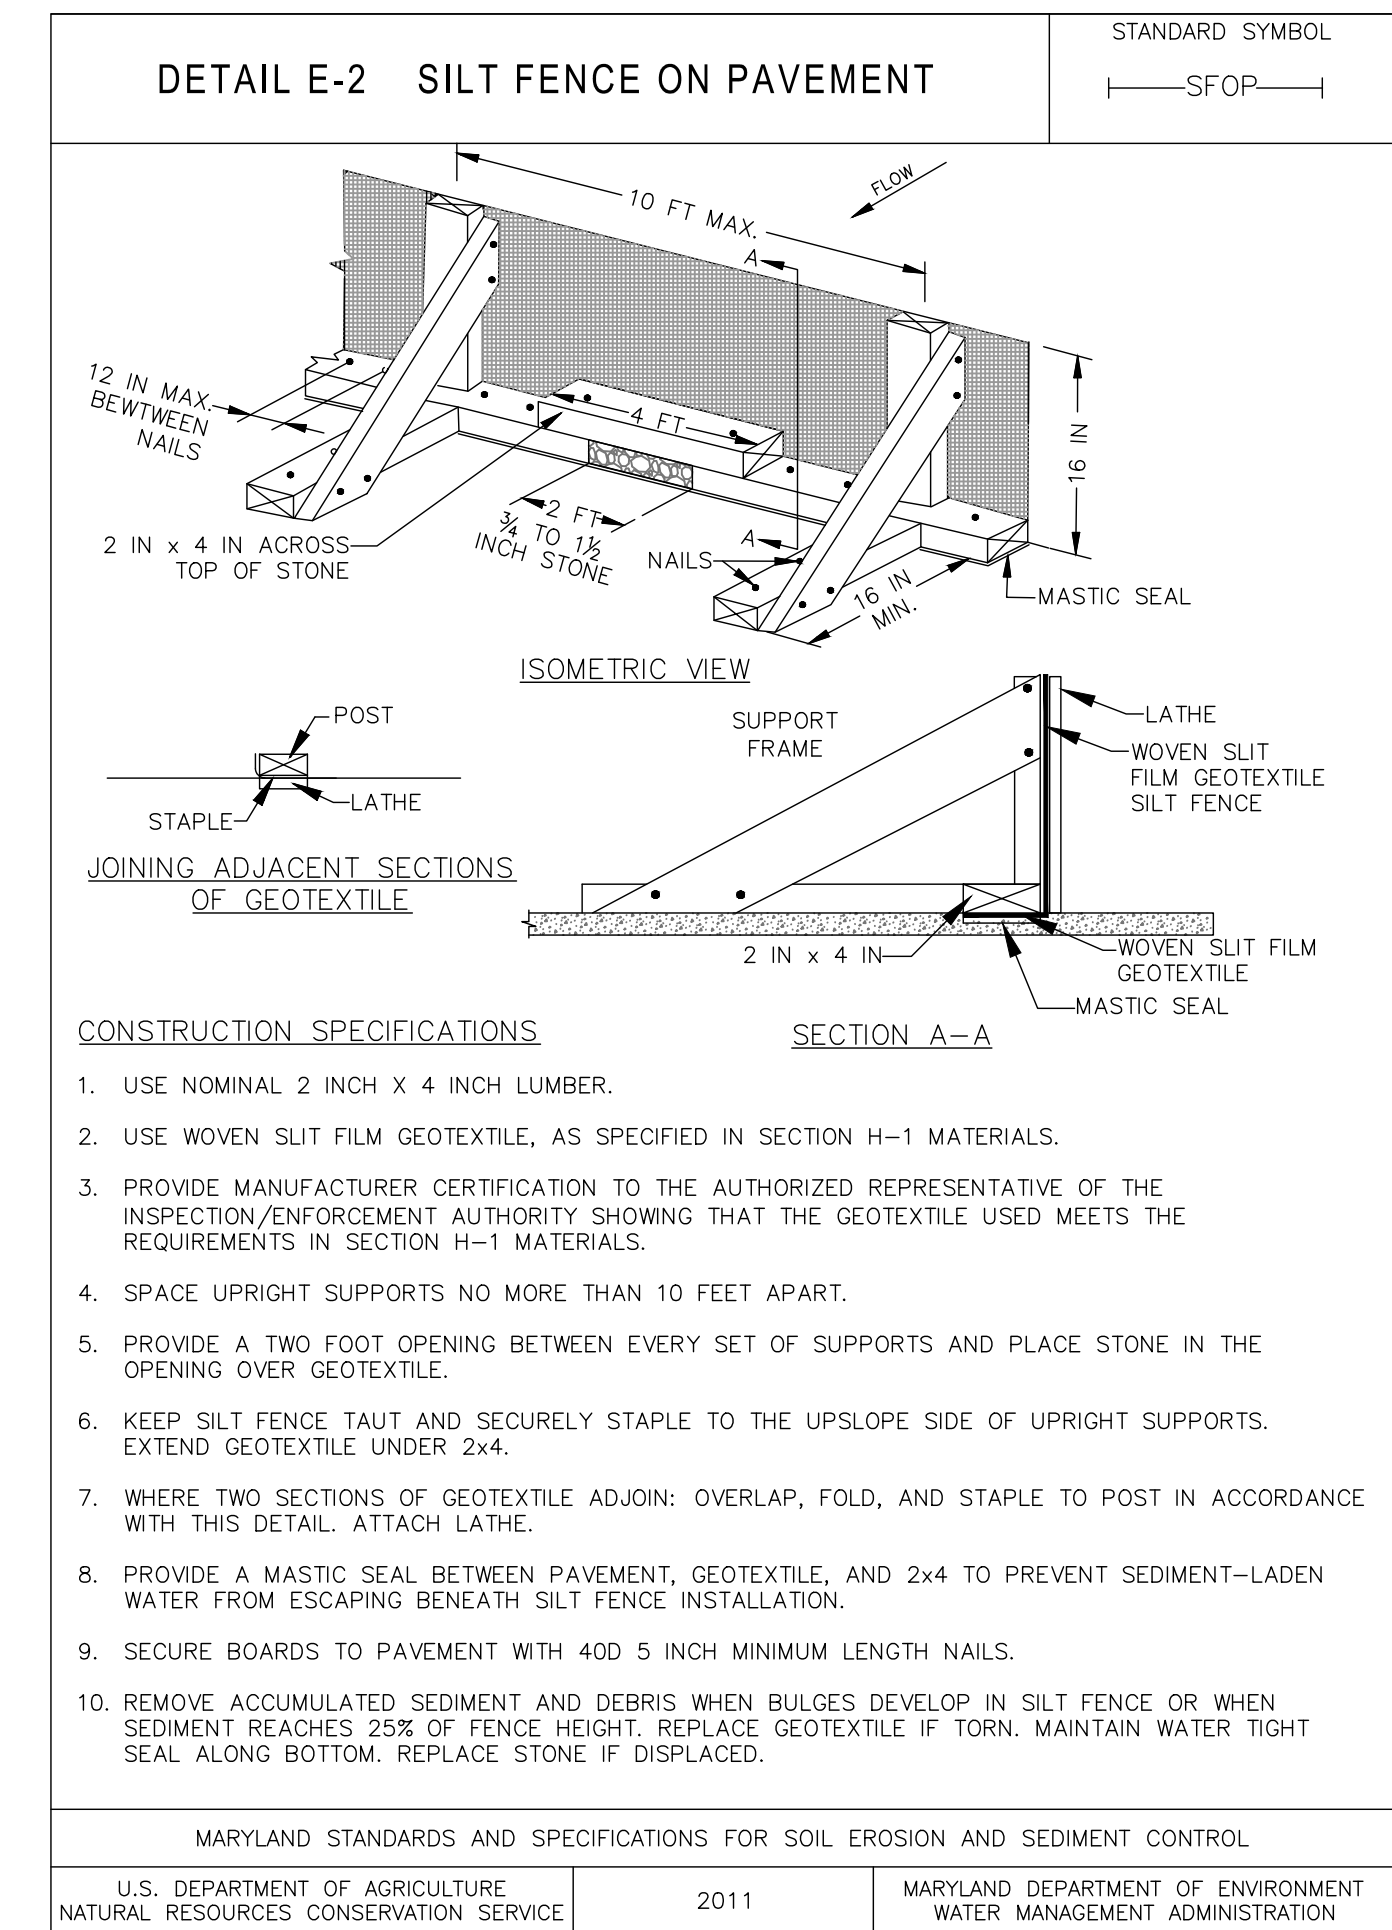 DETAIL E-2 SILT FENCE ON PAVEMENT
STANDARD SYMBOL
SFOP
10 FT MAX.
FLOW
A
12 IN MAX.
BEWTWEEN
NAILS
4 FT
16 IN
2 FT
¾ TO 1½
INCH STONE
2 IN x 4 IN ACROSS
TOP OF STONE
A
NAILS
16 IN
MIN.
MASTIC SEAL
ISOMETRIC VIEW
POST
LATHE
STAPLE
JOINING ADJACENT SECTIONS
OF GEOTEXTILE
SUPPORT
FRAME
LATHE
WOVEN SLIT
FILM GEOTEXTILE
SILT FENCE
2 IN x 4 IN
WOVEN SLIT FILM
GEOTEXTILE
MASTIC SEAL
SECTION A-A
CONSTRUCTION SPECIFICATIONS
1. USE NOMINAL 2 INCH X 4 INCH LUMBER.
2. USE WOVEN SLIT FILM GEOTEXTILE, AS SPECIFIED IN SECTION H-1 MATERIALS.
3. PROVIDE MANUFACTURER CERTIFICATION TO THE AUTHORIZED REPRESENTATIVE OF THE
INSPECTION/ENFORCEMENT AUTHORITY SHOWING THAT THE GEOTEXTILE USED MEETS THE
REQUIREMENTS IN SECTION H-1 MATERIALS.
4. SPACE UPRIGHT SUPPORTS NO MORE THAN 10 FEET APART.
5. PROVIDE A TWO FOOT OPENING BETWEEN EVERY SET OF SUPPORTS AND PLACE STONE IN THE
OPENING OVER GEOTEXTILE.
6. KEEP SILT FENCE TAUT AND SECURELY STAPLE TO THE UPSLOPE SIDE OF UPRIGHT SUPPORTS.
EXTEND GEOTEXTILE UNDER 2x4.
7. WHERE TWO SECTIONS OF GEOTEXTILE ADJOIN: OVERLAP, FOLD, AND STAPLE TO POST IN ACCORDANCE
WITH THIS DETAIL. ATTACH LATHE.
8. PROVIDE A MASTIC SEAL BETWEEN PAVEMENT, GEOTEXTILE, AND 2x4 TO PREVENT SEDIMENT-LADEN
WATER FROM ESCAPING BENEATH SILT FENCE INSTALLATION.
9. SECURE BOARDS TO PAVEMENT WITH 40D 5 INCH MINIMUM LENGTH NAILS.
10. REMOVE ACCUMULATED SEDIMENT AND DEBRIS WHEN BULGES DEVELOP IN SILT FENCE OR WHEN
SEDIMENT REACHES 25% OF FENCE HEIGHT. REPLACE GEOTEXTILE IF TORN. MAINTAIN WATER TIGHT
SEAL ALONG BOTTOM. REPLACE STONE IF DISPLACED.
MARYLAND STANDARDS AND SPECIFICATIONS FOR SOIL EROSION AND SEDIMENT CONTROL
U.S. DEPARTMENT OF AGRICULTURE
NATURAL RESOURCES CONSERVATION SERVICE
2011
MARYLAND DEPARTMENT OF ENVIRONMENT
WATER MANAGEMENT ADMINISTRATION